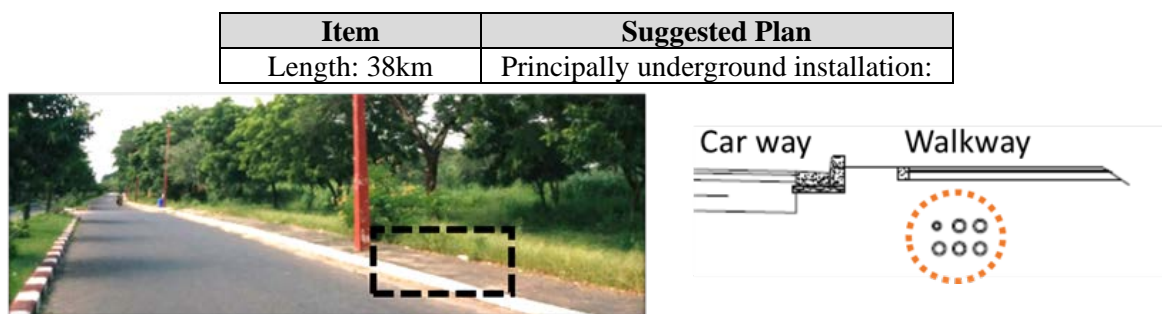 Item Suggested Plan
Length: 38km Principally underground installation:
Car way Walkway